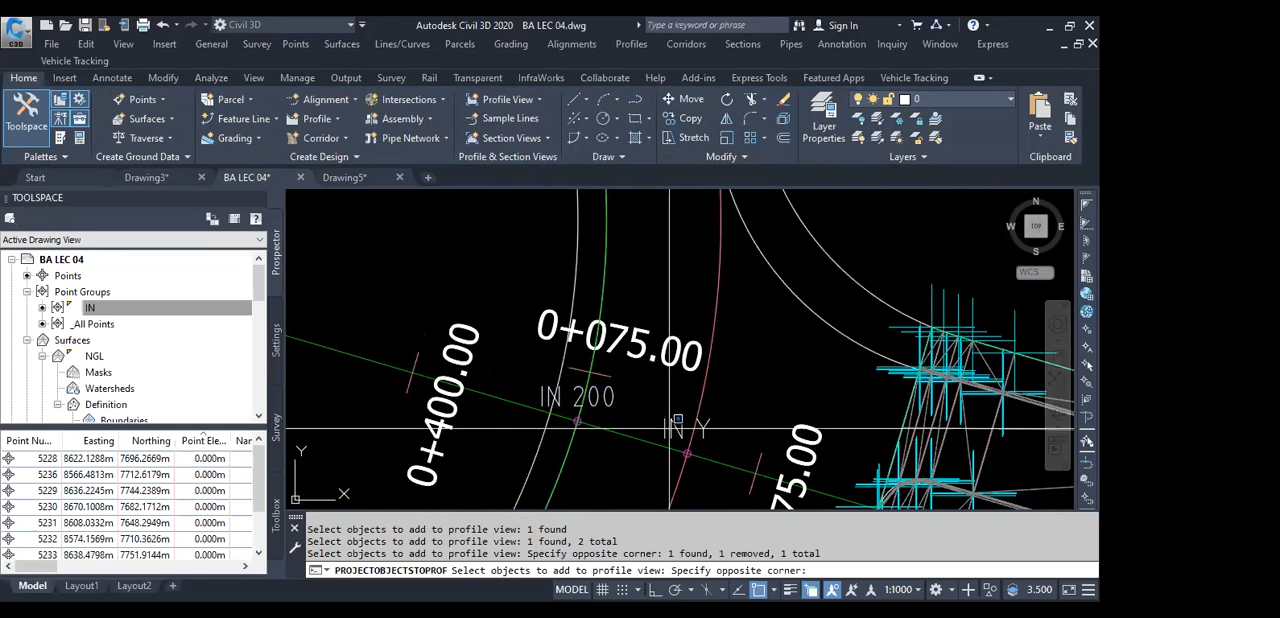 Civil 3D
Autodesk Civil 3D 2020 BA LEC 04.dwg
Type a keyword or phrase
Sign In
C3D
File Edit View Insert General Survey Points Surfaces Lines/Curves Parcels Grading Alignments Profiles Corridors Sections Pipes Annotation Inquiry Window Express
Vehicle Tracking
Home Insert Annotate Modify Analyze View Manage Output Survey Rail Transparent InfraWorks Collaborate Help Add-ins Express Tools Featured Apps Vehicle Tracking
Points Parcel Alignment Intersections Profile View Move 0
Toolspace Surfaces Feature Line Profile Assembly Sample Lines Copy Layer Properties Paste
Traverse Grading Corridor Pipe Network Section Views Stretch
Palettes Create Ground Data Create Design Profile & Section Views Draw Modify Layers Clipboard
Start Drawing3* BA LEC 04* Drawing5*
TOOLSPACE
Active Drawing View
BA LEC 04
Points
Point Groups
IN
_All Points
Surfaces
NGL
Masks
Watersheds
Definition
Boundaries
Prospector
Settings
Survey
Toolbox
Point Nu... Easting Northing Point Ele... Nar
5228 8622.1288m 7696.2669m 0.000m
5236 8566.4813m 7712.6179m 0.000m
5229 8636.2245m 7744.2389m 0.000m
5230 8670.1008m 7682.1712m 0.000m
5231 8608.0332m 7648.2949m 0.000m
5232 8574.1569m 7710.3626m 0.000m
5233 8638.4798m 7751.9144m 0.000m
N
W TOP E
S
WCS
0+075.00
0+400.00
IN 200
IN Y
75.00
Y
X
Select objects to add to profile view: 1 found
Select objects to add to profile view: 1 found, 2 total
Select objects to add to profile view: Specify opposite corner: 1 found, 1 removed, 1 total
PROJECTOBJECTSTOPROF Select objects to add to profile view: Specify opposite corner:
Model Layout1 Layout2 +
MODEL 1:1000 3.500